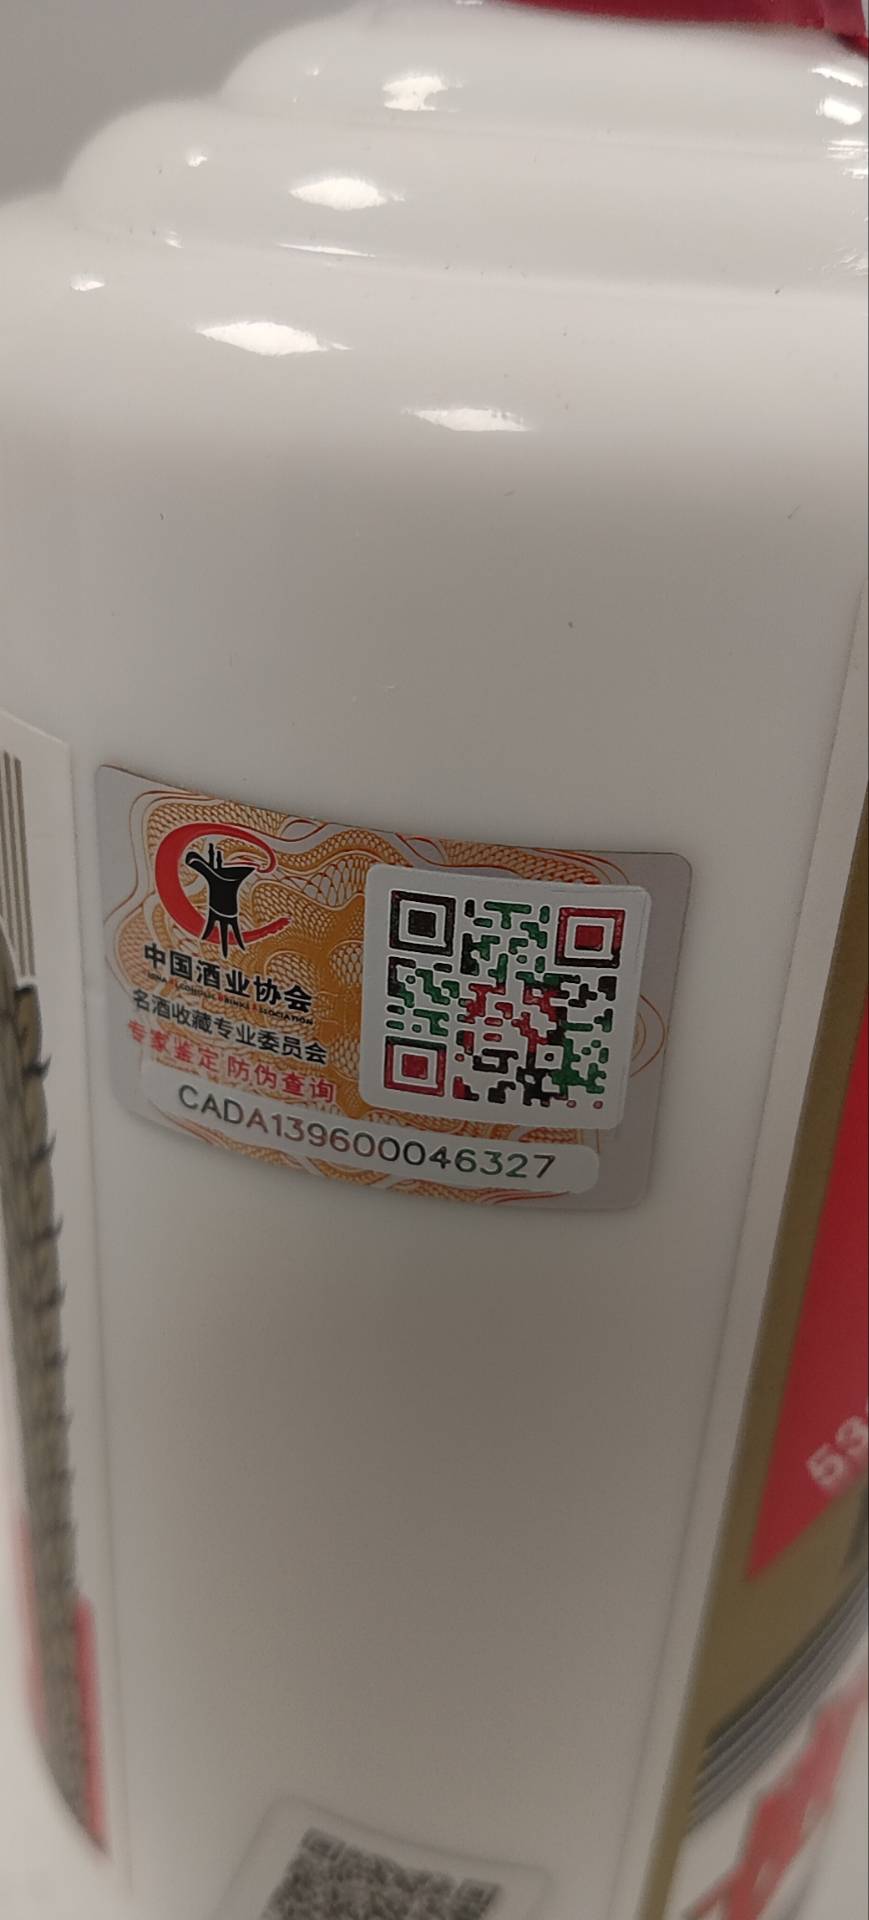 中国酒业协会
名酒收藏专业委员会
专家鉴定 防伪查询
CADA139600046327